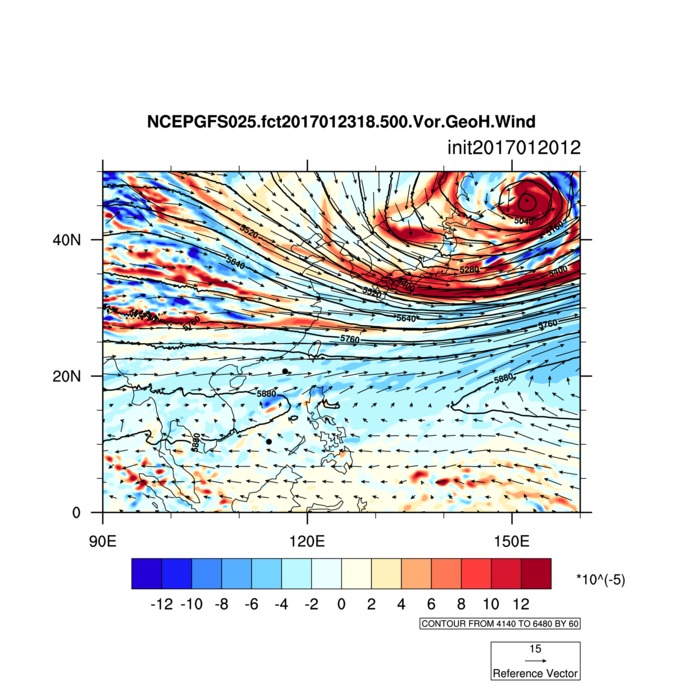 NCEPGFS025.fct2017012318.500.Vor.GeoH.Wind
init2017012012
5040
5160
5520
40N
5640
5280
5400
5400
5520
5640
5760
5760
5760
20N
5880
5880
5880
0
90E 120E 150E
-12 -10 -8 -6 -4 -2 0 2 4 6 8 10 12
*10^(-5)
CONTOUR FROM 4140 TO 6480 BY 60
15
Reference Vector